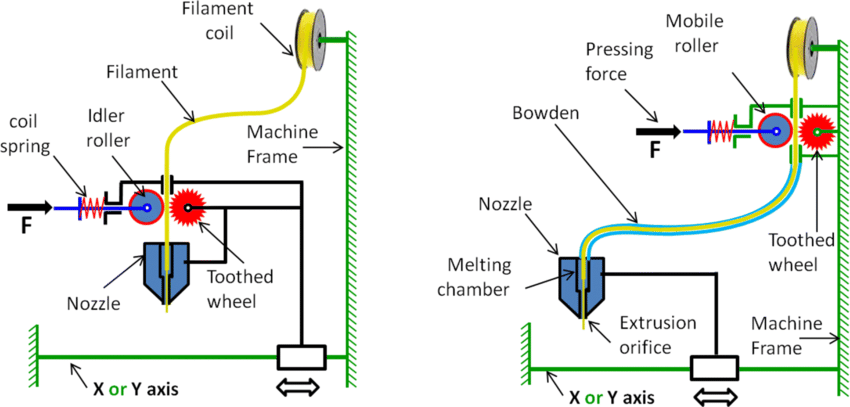 Filament
coil
Filament
coil
spring
Idler
roller
Machine
Frame
F
Nozzle
Toothed
wheel
X or Y axis
Mobile
roller
Pressing
force
Bowden
F
Nozzle
Toothed
wheel
Melting
chamber
Extrusion
orifice
Machine
Frame
X or Y axis